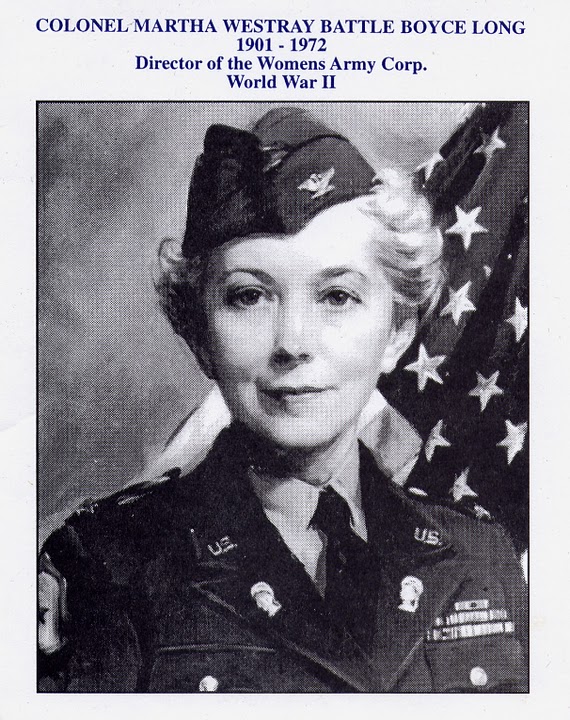 COLONEL MARTHA WESTRAY BATTLE BOYCE LONG
1901 - 1972
Director of the Womens Army Corp.
World War II
U.S.
U.S.